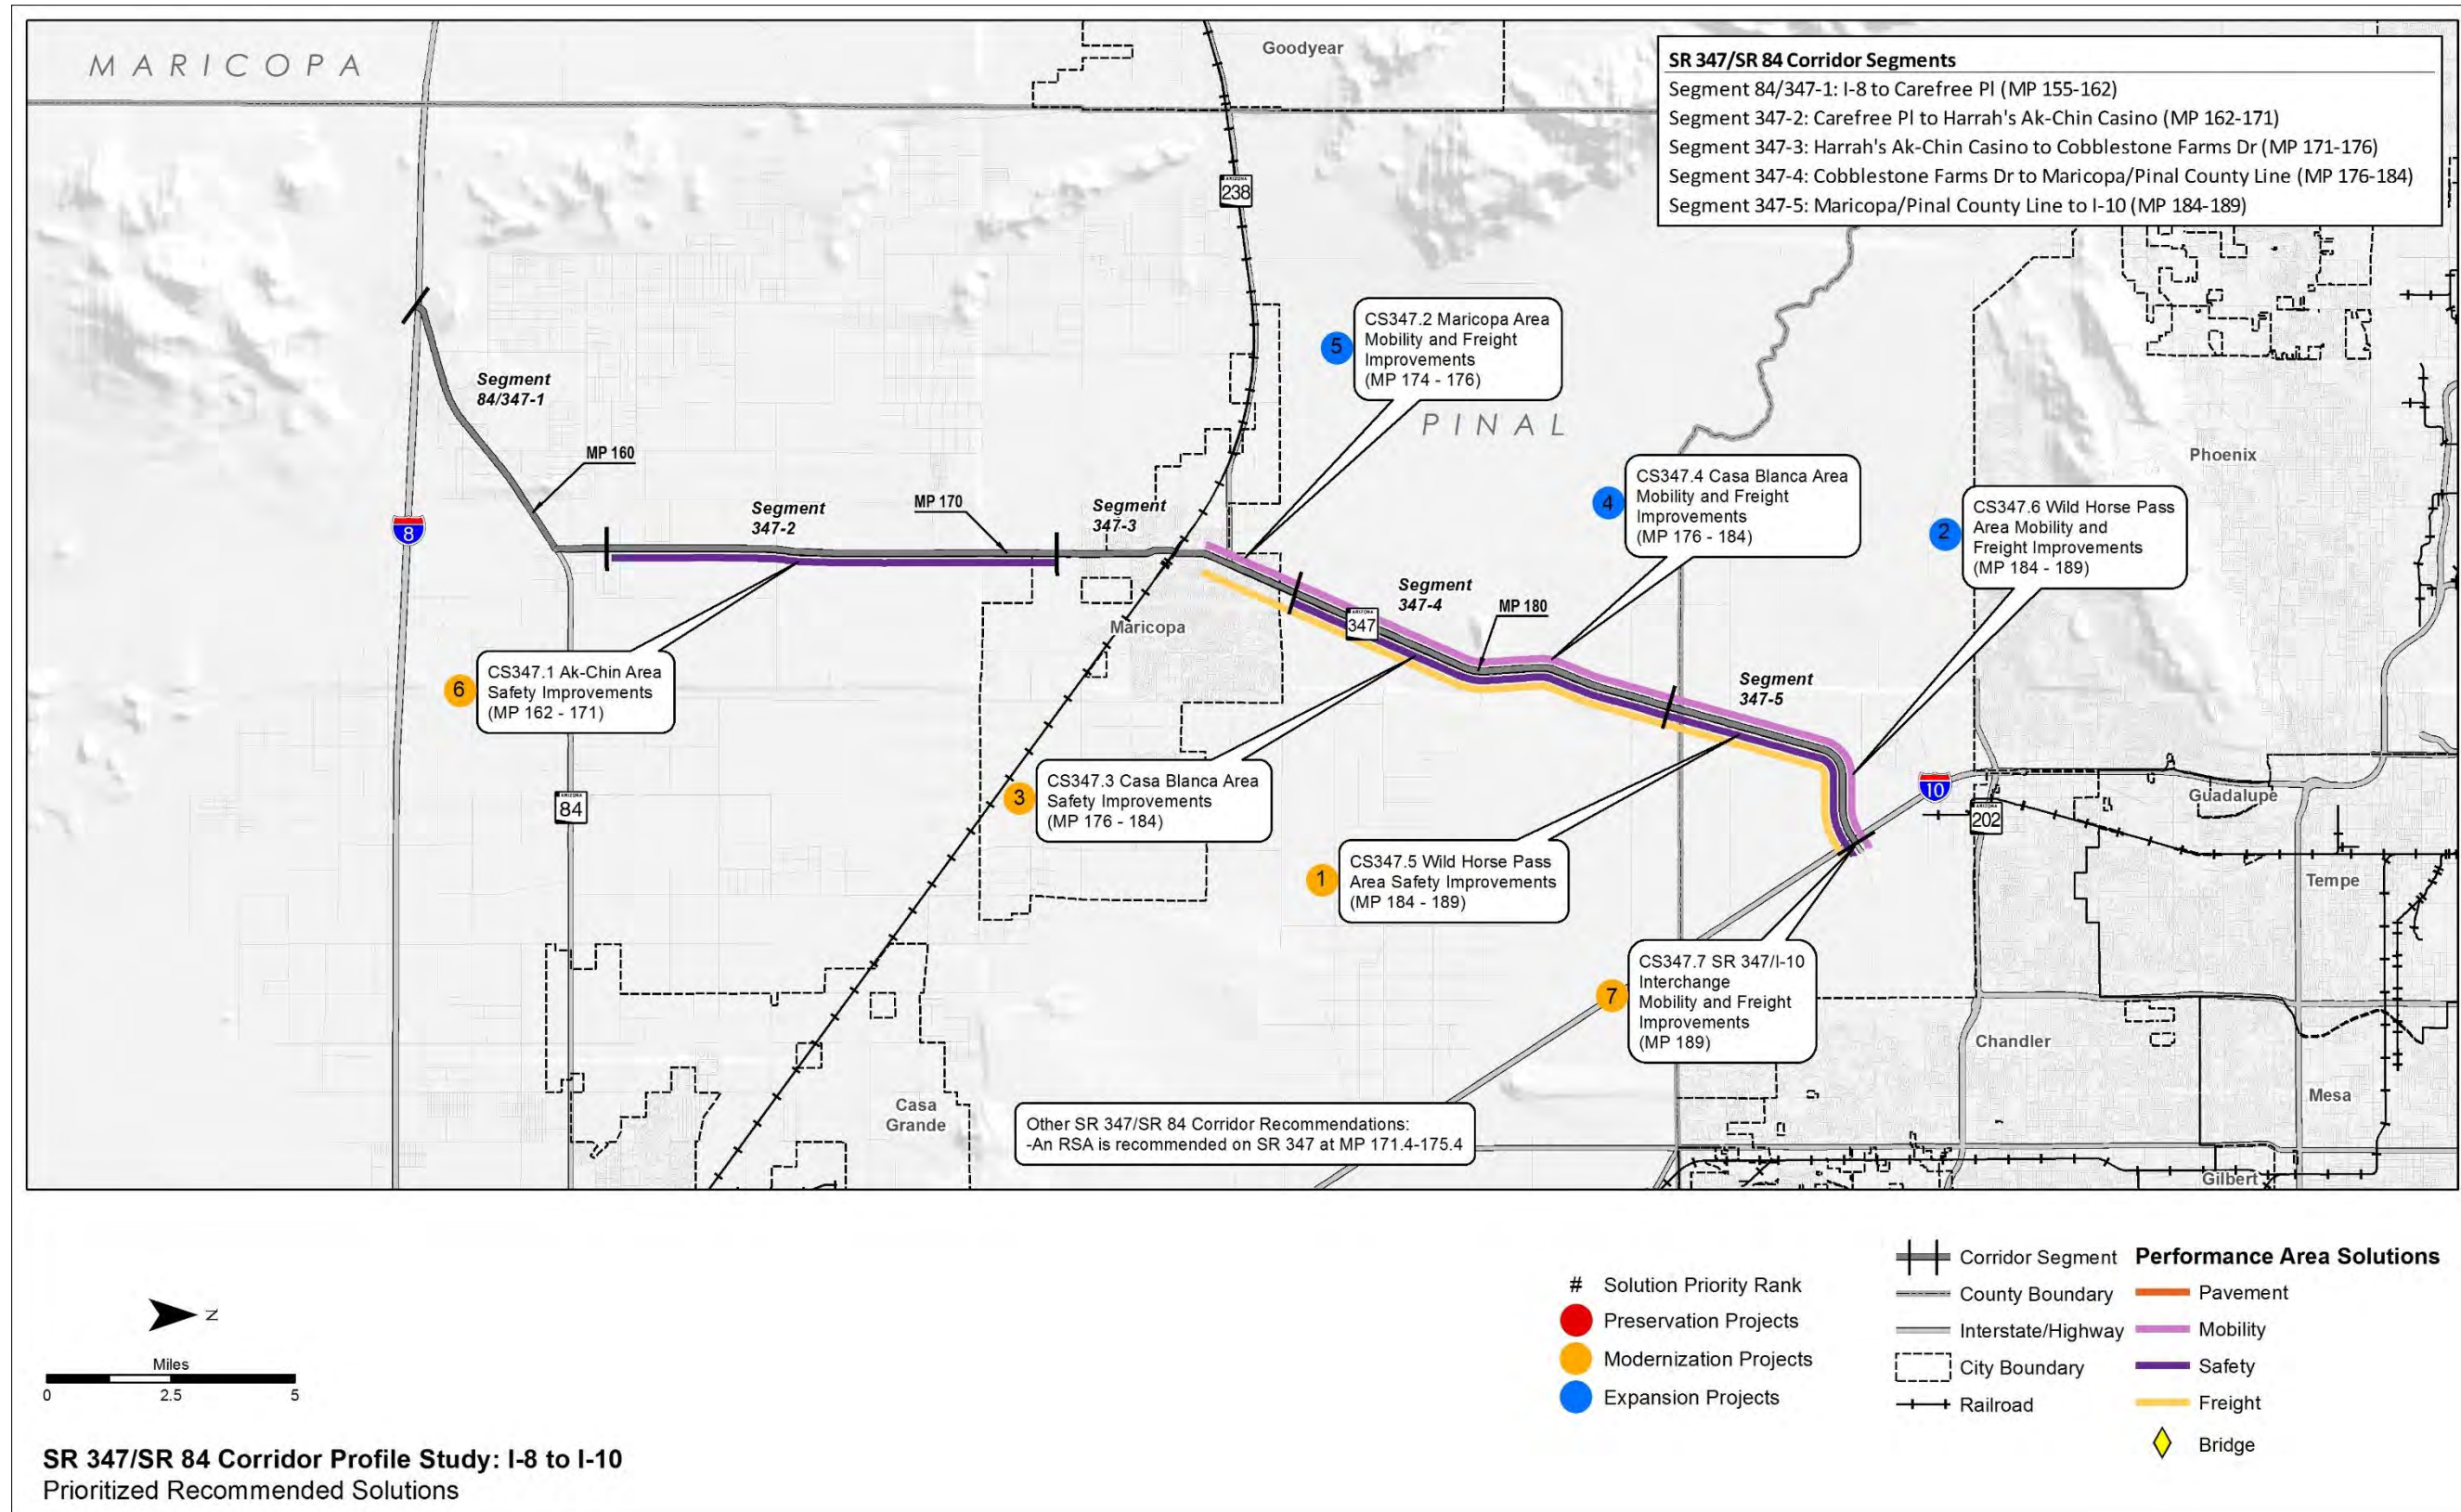 MARICOPA
Goodyear
SR 347/SR 84 Corridor Segments
Segment 84/347-1: I-8 to Carefree Pl (MP 155-162)
Segment 347-2: Carefree Pl to Harrah's Ak-Chin Casino (MP 162-171)
Segment 347-3: Harrah's Ak-Chin Casino to Cobblestone Farms Dr (MP 171-176)
Segment 347-4: Cobblestone Farms Dr to Maricopa/Pinal County Line (MP 176-184)
Segment 347-5: Maricopa/Pinal County Line to I-10 (MP 184-189)
ARIZONA
238
5
CS347.2 Maricopa Area
Mobility and Freight
Improvements
(MP 174 - 176)
PINAL
Segment
84/347-1
MP 160
Segment
347-2
MP 170
Segment
347-3
4
CS347.4 Casa Blanca Area
Mobility and Freight
Improvements
(MP 176 - 184)
Phoenix
2
CS347.6 Wild Horse Pass
Area Mobility and
Freight Improvements
(MP 184 - 189)
8
Segment
347-4
MP 180
ARIZONA
347
Maricopa
Segment
347-5
6
CS347.1 Ak-Chin Area
Safety Improvements
(MP 162 - 171)
3
CS347.3 Casa Blanca Area
Safety Improvements
(MP 176 - 184)
ARIZONA
84
10
Guadalupe
ARIZONA
202
1
CS347.5 Wild Horse Pass
Area Safety Improvements
(MP 184 - 189)
Tempe
7
CS347.7 SR 347/I-10
Interchange
Mobility and Freight
Improvements
(MP 189)
Chandler
Mesa
Casa
Grande
Other SR 347/SR 84 Corridor Recommendations:
-An RSA is recommended on SR 347 at MP 171.4-175.4
Gilbert
N
Miles
0 2.5 5
# Solution Priority Rank
Preservation Projects
Modernization Projects
Expansion Projects
Corridor Segment
County Boundary
Interstate/Highway
City Boundary
Railroad
Performance Area Solutions
Pavement
Mobility
Safety
Freight
Bridge
SR 347/SR 84 Corridor Profile Study: I-8 to I-10
Prioritized Recommended Solutions